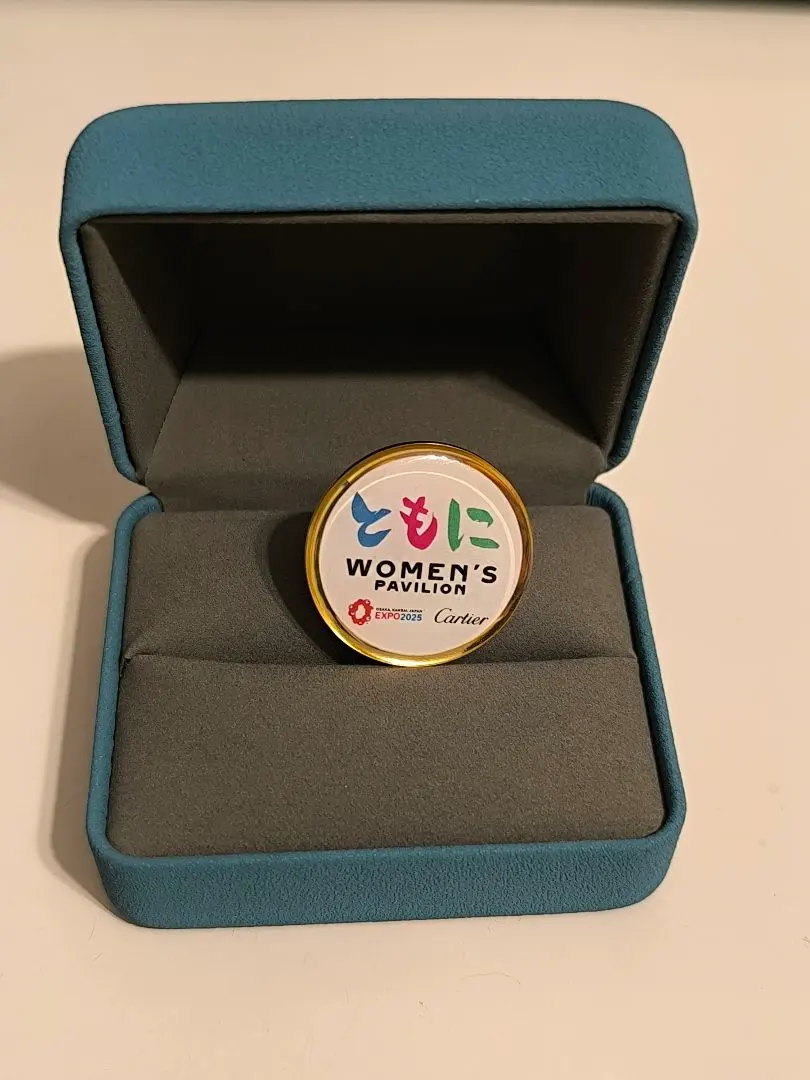 ともに
WOMEN'S
PAVILION
OSAKA, KANSAI, JAPAN
EXPO2025
Cartier